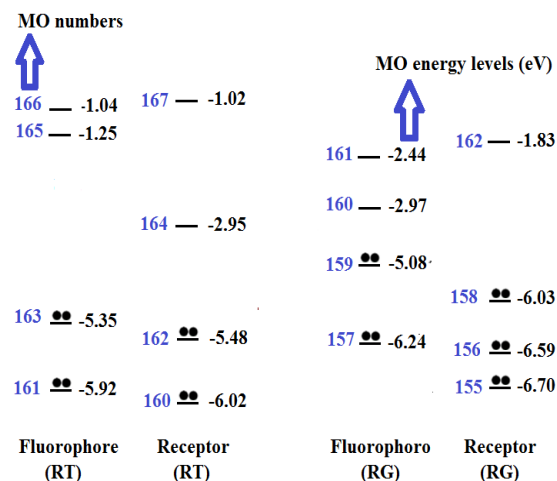 MO numbers
MO energy levels (eV)
166 -1.04
165 -1.25
163 -5.35
161 -5.92
Fluorophore
(RT)
167 -1.02
164 -2.95
162 -5.48
160 -6.02
Receptor
(RT)
161 -2.44
160 -2.97
159 -5.08
157 -6.24
Fluorophoro
(RG)
162 -1.83
158 -6.03
156 -6.59
155 -6.70
Receptor
(RG)